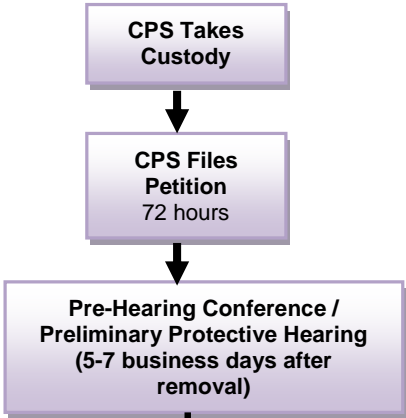 CPS Takes
Custody
CPS Files
Petition
72 hours
Pre-Hearing Conference /
Preliminary Protective Hearing
(5-7 business days after
removal)